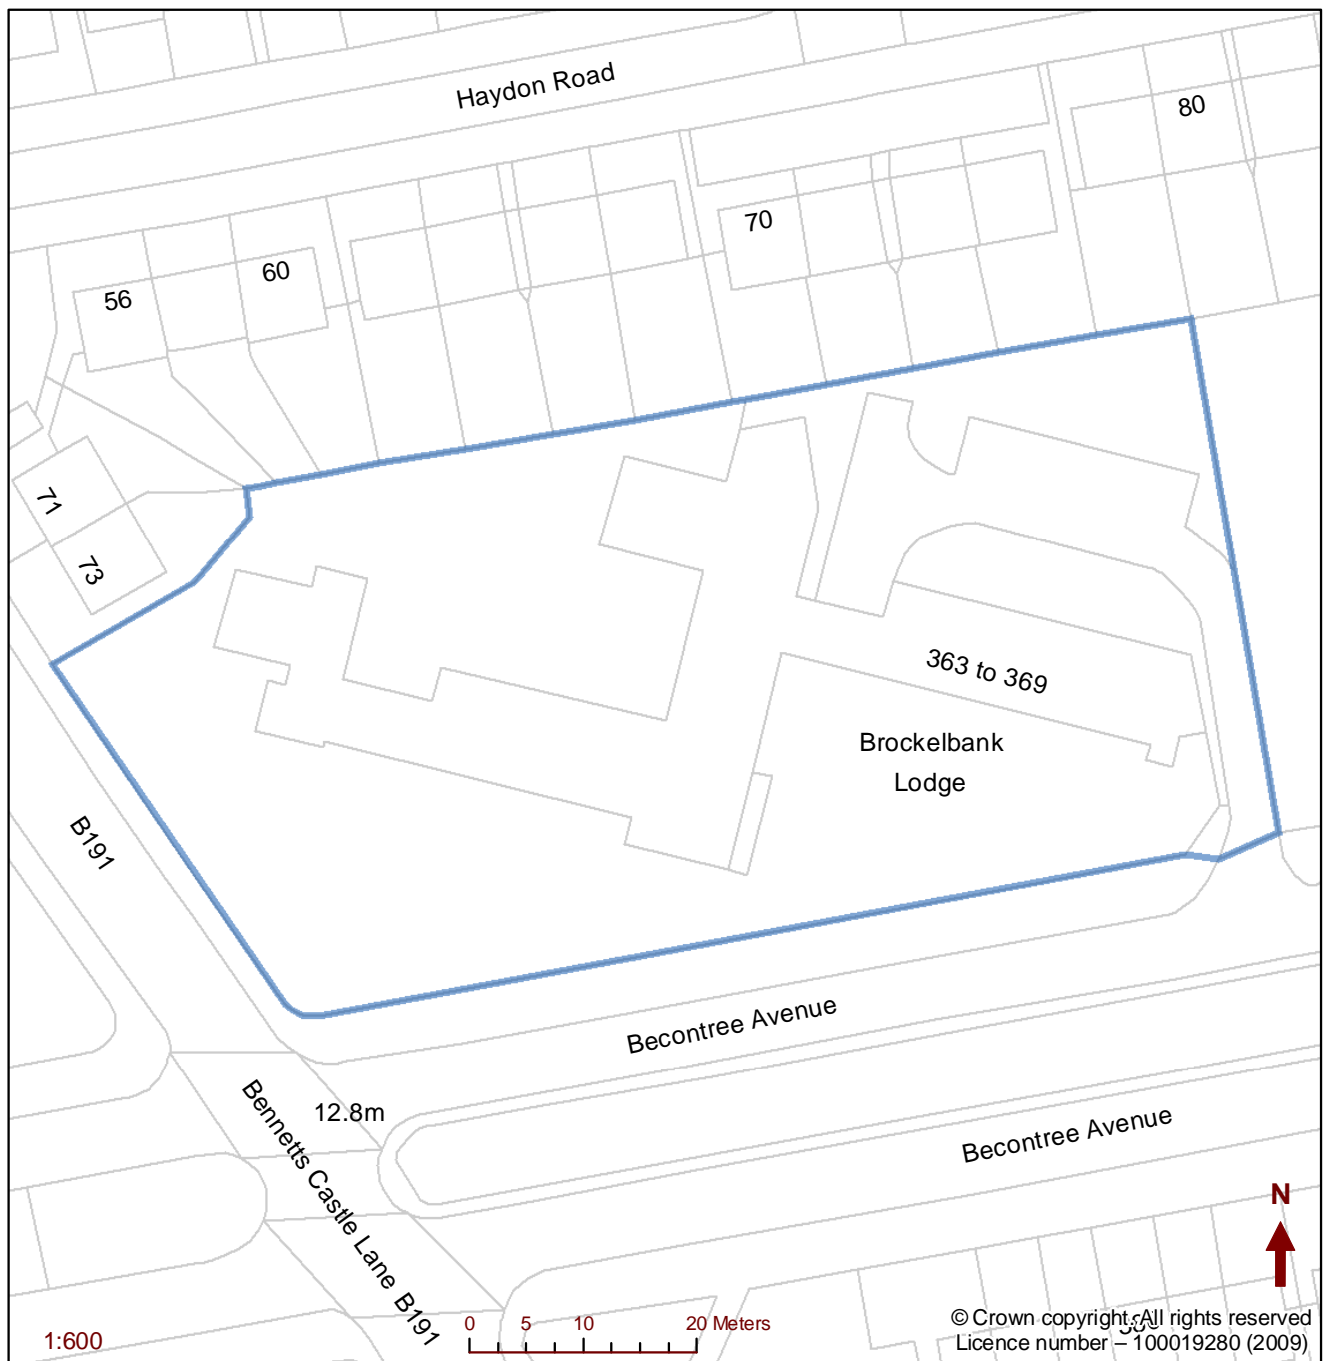 Haydon Road
80
70
60
56
71
73
363 to 369
Brockelbank
Lodge
B191
Becontree Avenue
12.8m
Bennetts Castle Lane B191
Becontree Avenue
N
0 5 10 20 Meters
1:600
© Crown copyright. All rights reserved
Licence number – 100019280 (2009)